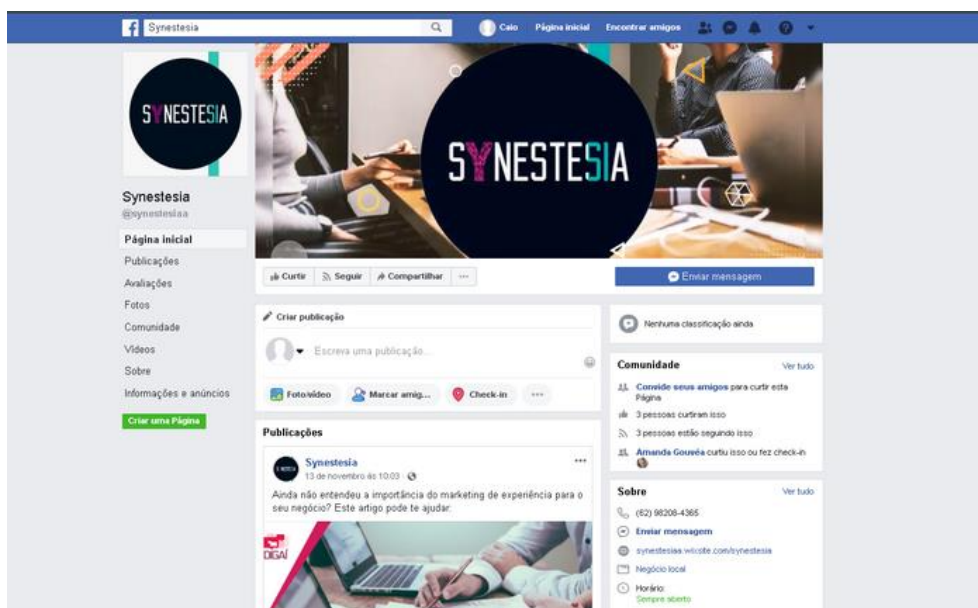 Synestesia
Caio
Página inicial
Encontrar amigos
SYNESTESIA
Synestesia
@synestesiaa
Página inicial
Publicações
Avaliações
Fotos
Comunidade
Vídeos
Sobre
Informações e anúncios
Criar uma Página
SYNESTESIA
Curtir
Seguir
Compartilhar
Enviar mensagem
Criar publicação
Escreva uma publicação...
Foto/vídeo
Marcar amig...
Check-in
Publicações
Synestesia
13 de novembro às 10:03
Ainda não entendeu a importância do marketing de experiência para o
seu negócio? Este artigo pode te ajudar:
DIGAÍ
Nenhuma classificação ainda
Comunidade
Ver tudo
Convide seus amigos para curtir esta
Página
3 pessoas curtiram isso
3 pessoas estão seguindo isso
Amanda Gouvêa curtiu isso ou fez check-in
Sobre
Ver tudo
(62) 98208-4365
Enviar mensagem
synestesiaa.wixsite.com/synestesia
Negócio local
Horário:
Sempre aberto